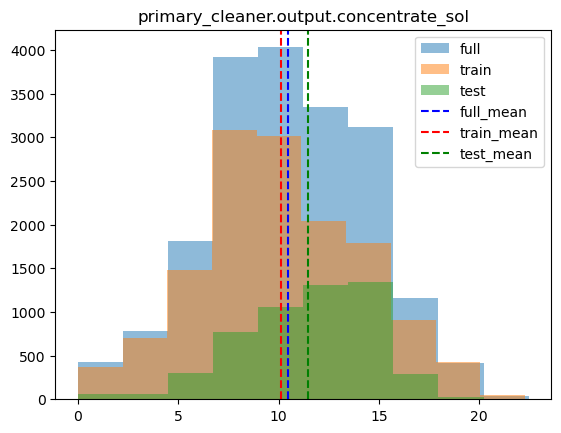 primary_cleaner.output.concentrate_sol
4000
3500
3000
2500
2000
1500
1000
500
0
0
5
10
15
20
full
train
test
full_mean
train_mean
test_mean